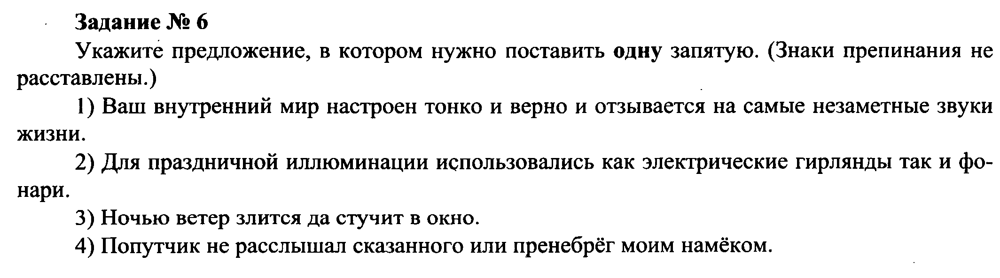 Задание № 6
Укажите предложение, в котором нужно поставить одну запятую. (Знаки препинания не
расставлены.)
1) Ваш внутренний мир настроен тонко и верно и отзывается на самые незаметные звуки
жизни.
2) Для праздничной иллюминации использовались как электрические гирлянды так и фо-
нари.
3) Ночью ветер злится да стучит в окно.
4) Попутчик не расслышал сказанного или пренебрёг моим намёком.